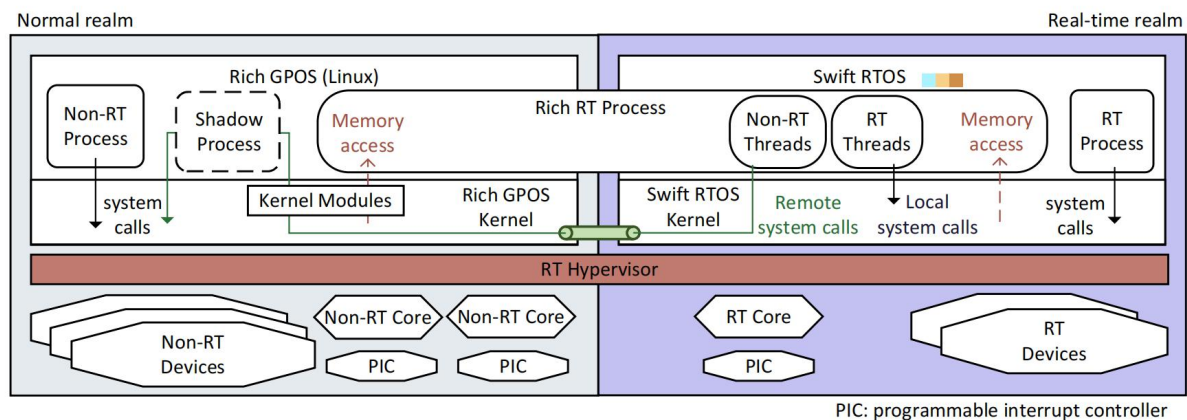 Normal realm
Real-time realm
Rich GPOS (Linux)
Swift RTOS
Non-RT
Process
Shadow
Process
Rich RT Process
Memory
access
Non-RT
Threads
RT
Threads
Memory
access
RT
Process
system
calls
Kernel Modules
Rich GPOS
Kernel
Swift RTOS
Kernel
Remote
system calls
Local
system calls
system
calls
RT Hypervisor
Non-RT
Devices
Non-RT Core
Non-RT Core
PIC
PIC
RT Core
PIC
RT
Devices
PIC: programmable interrupt controller